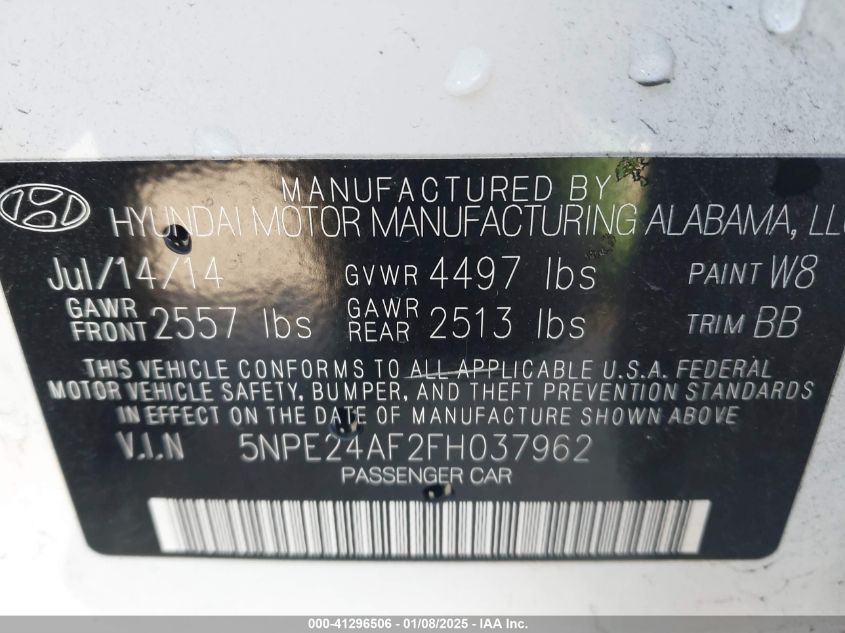 MANUFACTURED BY
HYUNDAI MOTOR MANUFACTURING ALABAMA, LLC
Jul/14/14 GVWR 4497 lbs PAINT W8
GAWR FRONT 2557 lbs GAWR REAR 2513 lbs TRIM BB
THIS VEHICLE CONFORMS TO ALL APPLICABLE U.S.A. FEDERAL
MOTOR VEHICLE SAFETY, BUMPER, AND THEFT PREVENTION STANDARDS
IN EFFECT ON THE DATE OF MANUFACTURE SHOWN ABOVE
V.I.N 5NPE24AF2FH037962
PASSENGER CAR
000-41296506 - 01/08/2025 - IAA Inc.